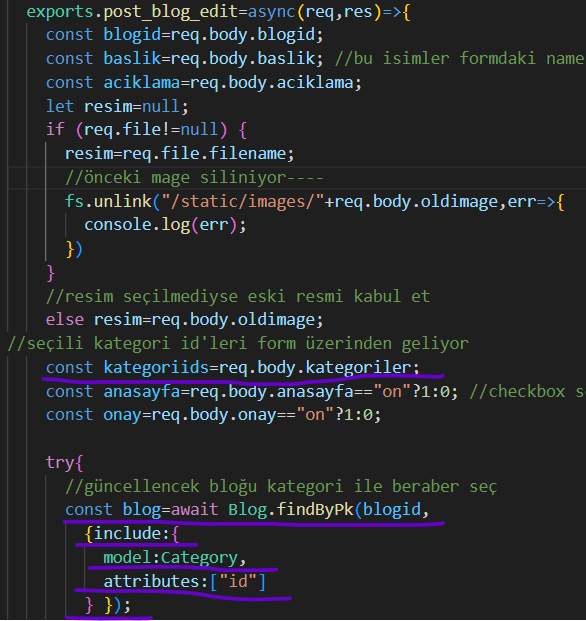 exports.post_blog_edit=async(req,res)=>{
const blogid=req.body.blogid;
const baslik=req.body.baslik; //bu isimler formdaki name
const aciklama=req.body.aciklama;
let resim=null;
if (req.file!=null) {
resim=req.file.filename;
//önceki mage siliniyor----
fs.unlink("/static/images/"+req.body.oldimage,err=>{
console.log(err);
})
}
//resim seçilmediyse eski resmi kabul et
else resim=req.body.oldimage;
//seçili kategori id'leri form üzerinden geliyor
const kategoriids=req.body.kategoriler;
const anasayfa=req.body.anasayfa=="on"?1:0; //checkbox
const onay=req.body.onay=="on"?1:0;
try{
//güncellencek bloğu kategori ile beraber seç
const blog=await Blog.findByPk(blogid,
{include:{
model:Category,
attributes:["id"]
} });